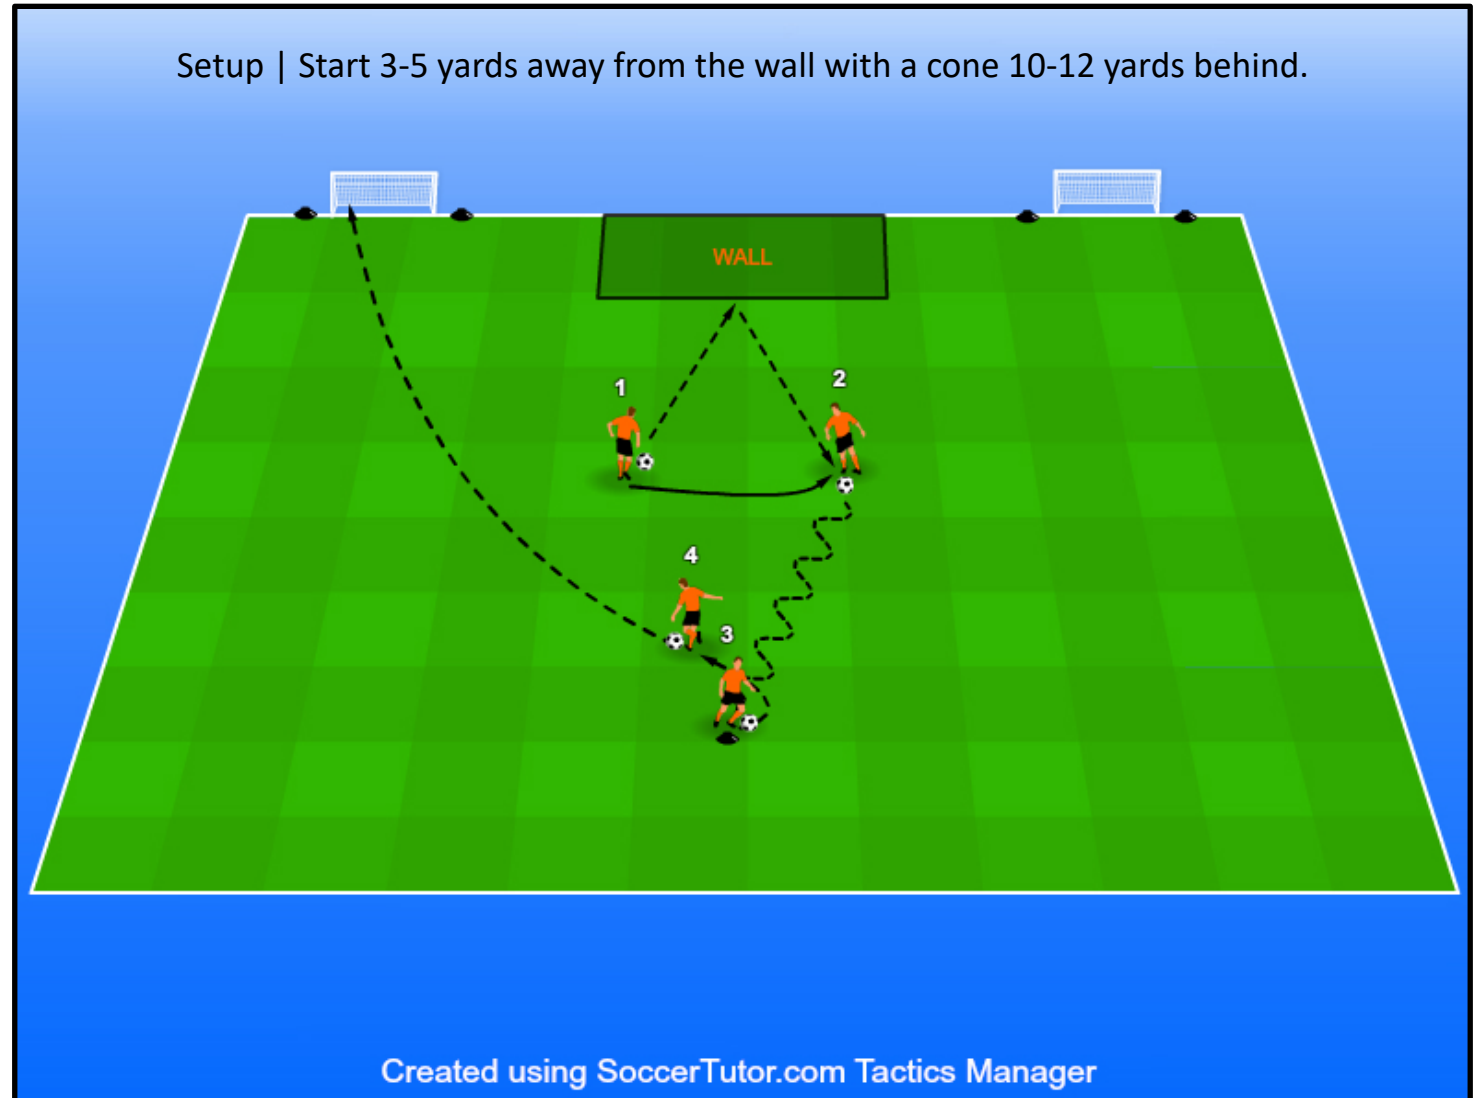 Setup | Start 3-5 yards away from the wall with a cone 10-12 yards behind.
WALL
1
2
4
3
Created using SoccerTutor.com Tactics Manager